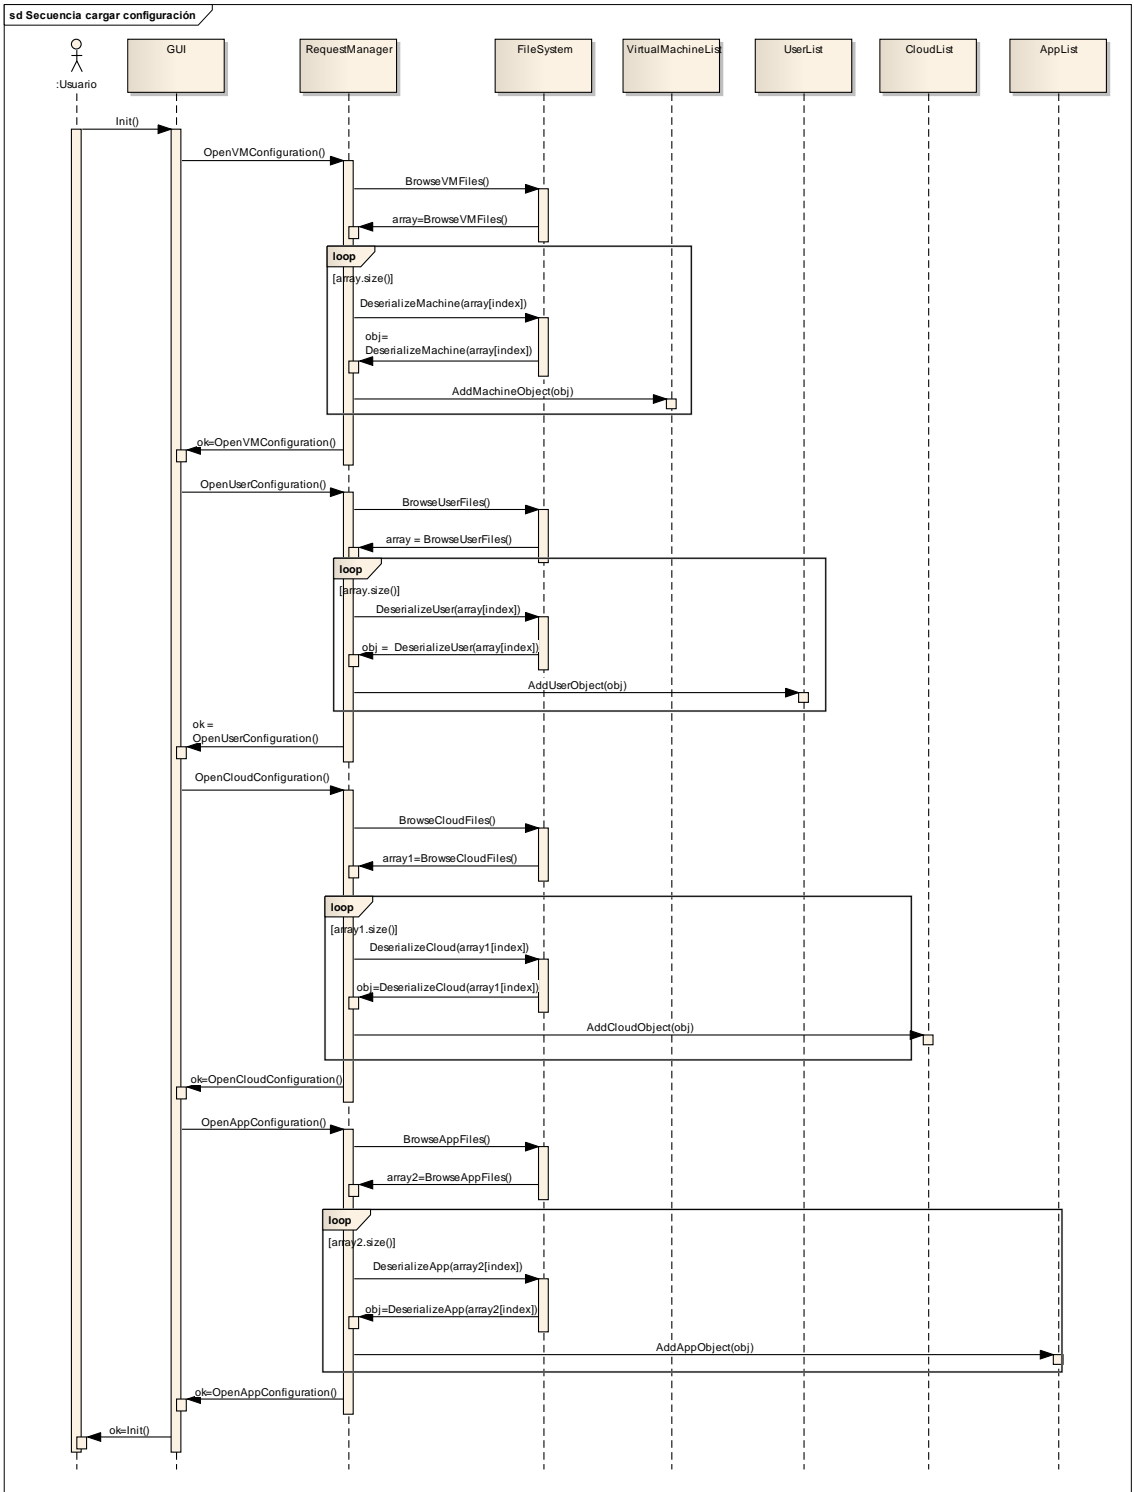 sd Secuencia cargar configuración
:Usuario
GUI
RequestManager
FileSystem
VirtualMachineList
UserList
CloudList
AppList
Init()
OpenVMConfiguration()
BrowseVMFiles()
array=BrowseVMFiles()
loop
[array.size()]
DeserializeMachine(array[index])
obj=
DeserializeMachine(array[index])
AddMachineObject(obj)
ok=OpenVMConfiguration()
OpenUserConfiguration()
BrowseUserFiles()
array = BrowseUserFiles()
loop
[array.size()]
DeserializeUser(array[index])
obj =  DeserializeUser(array[index])
AddUserObject(obj)
ok =
OpenUserConfiguration()
OpenCloudConfiguration()
BrowseCloudFiles()
array1=BrowseCloudFiles()
loop
[array1.size()]
DeserializeCloud(array1[index])
obj=DeserializeCloud(array1[index])
AddCloudObject(obj)
ok=OpenCloudConfiguration()
OpenAppConfiguration()
BrowseAppFiles()
array2=BrowseAppFiles()
loop
[array2.size()]
DeserializeApp(array2[index])
obj=DeserializeApp(array2[index])
AddAppObject(obj)
ok=OpenAppConfiguration()
ok=Init()